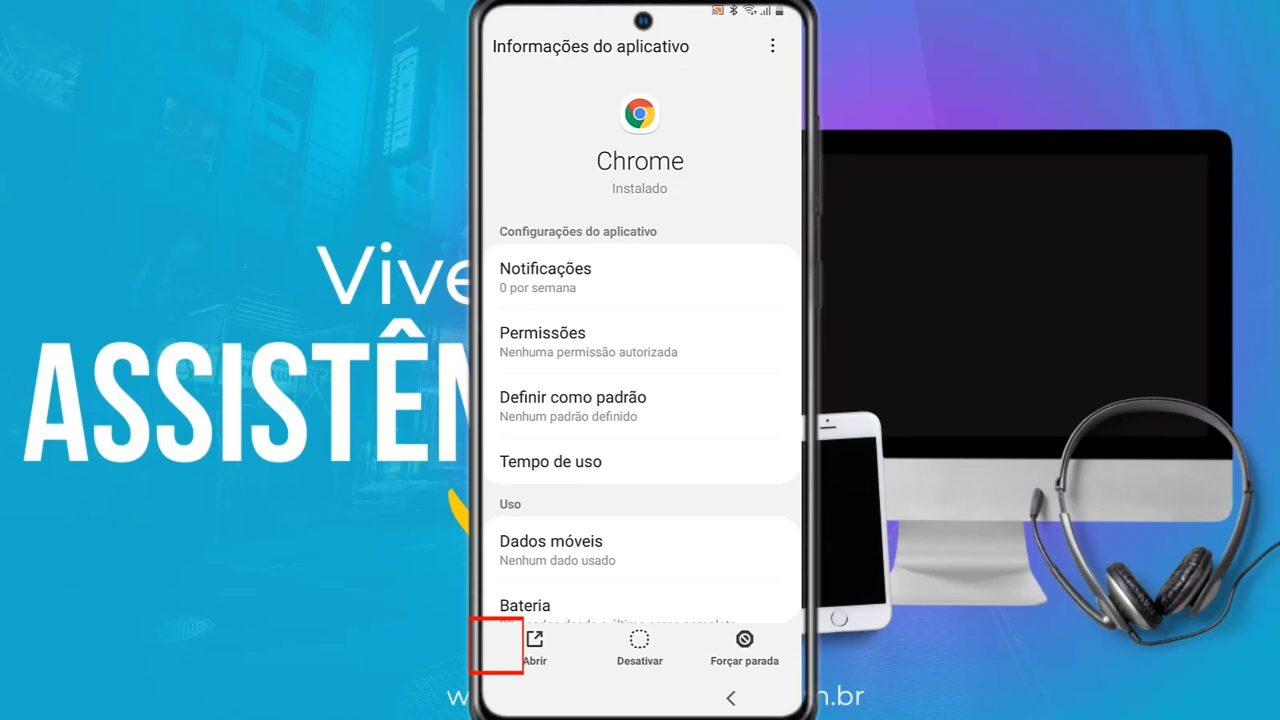 Informações do aplicativo
Chrome
Instalado
Configurações do aplicativo
Notificações
0 por semana
Permissões
Nenhuma permissão autorizada
Definir como padrão
Nenhum padrão definido
Tempo de uso
Uso
Dados móveis
Nenhum dado usado
Bateria
Abrir
Desativar
Forçar parada
Vive
ASSISTÊN
w
n.br